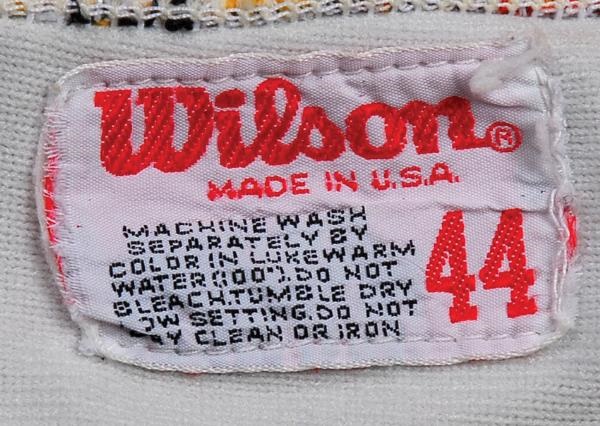 Wilson®
MADE IN U.S.A.
MACHINE WASH
SEPARATELY BY
COLOR IN LUKEWARM
WATER(100°).DO NOT
BLEACH.TUMBLE DRY
LOW SETTING.DO NOT
DRY CLEAN OR IRON
44